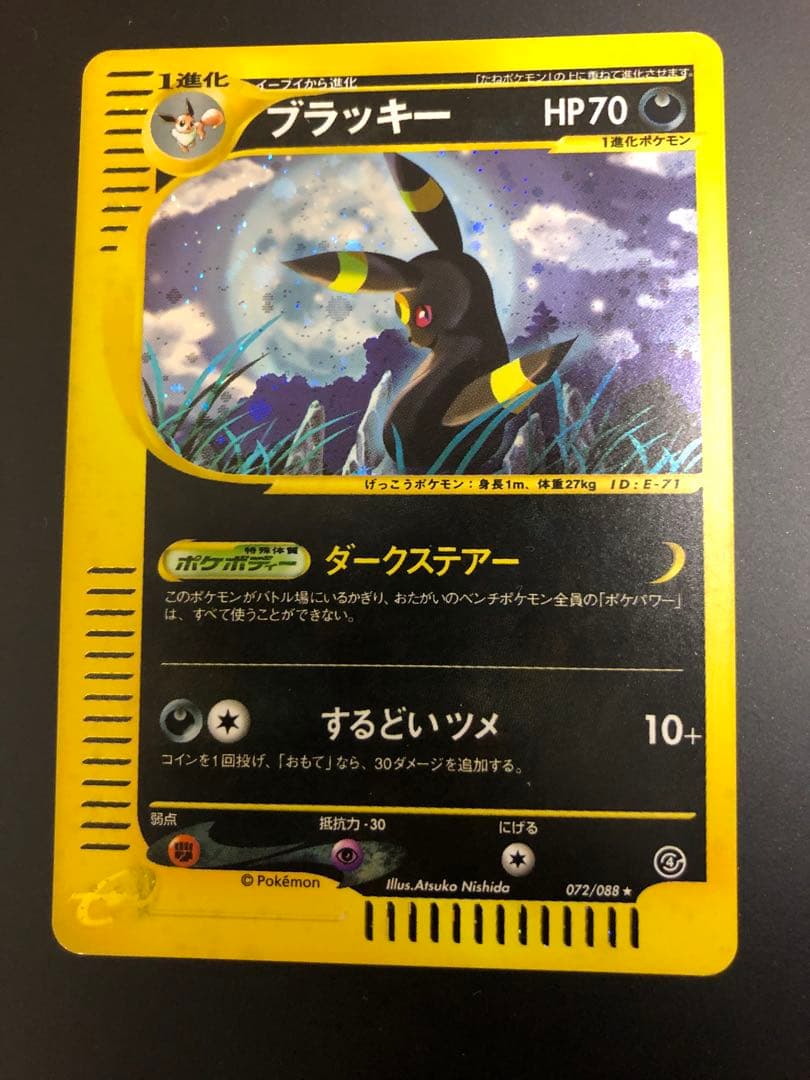 1進化
イーブイから進化
「たねポケモン」の上に重ねて進化させます。
ブラッキー
HP70
1進化ポケモン
げっこうポケモン：身長1m、体重27kg ID:E-71
特殊体質
ポケボディー
ダークステアー
このポケモンがバトル場にいるかぎり、おたがいのベンチポケモン全員の「ポケパワー」
は、すべて使うことができない。
するどいツメ
10+
コインを1回投げ、「おもて」なら、30ダメージを追加する。
弱点
抵抗力-30
にげる
4
© Pokémon
Illus.Atsuko Nishida
072/088 ★